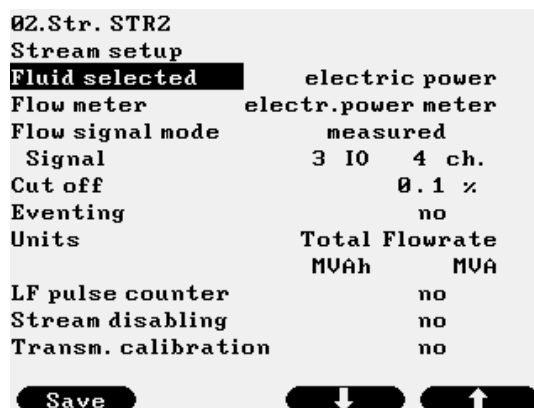 02.Str. STR2
Stream setup
Fluid selected electric power
Flow meter electr.power meter
Flow signal mode measured
Signal 3 IO 4 ch.
Cut off 0.1 %
Eventing no
Units Total Flowrate
MVAh MVA
LF pulse counter no
Stream disabling no
Transm. calibration no
Save